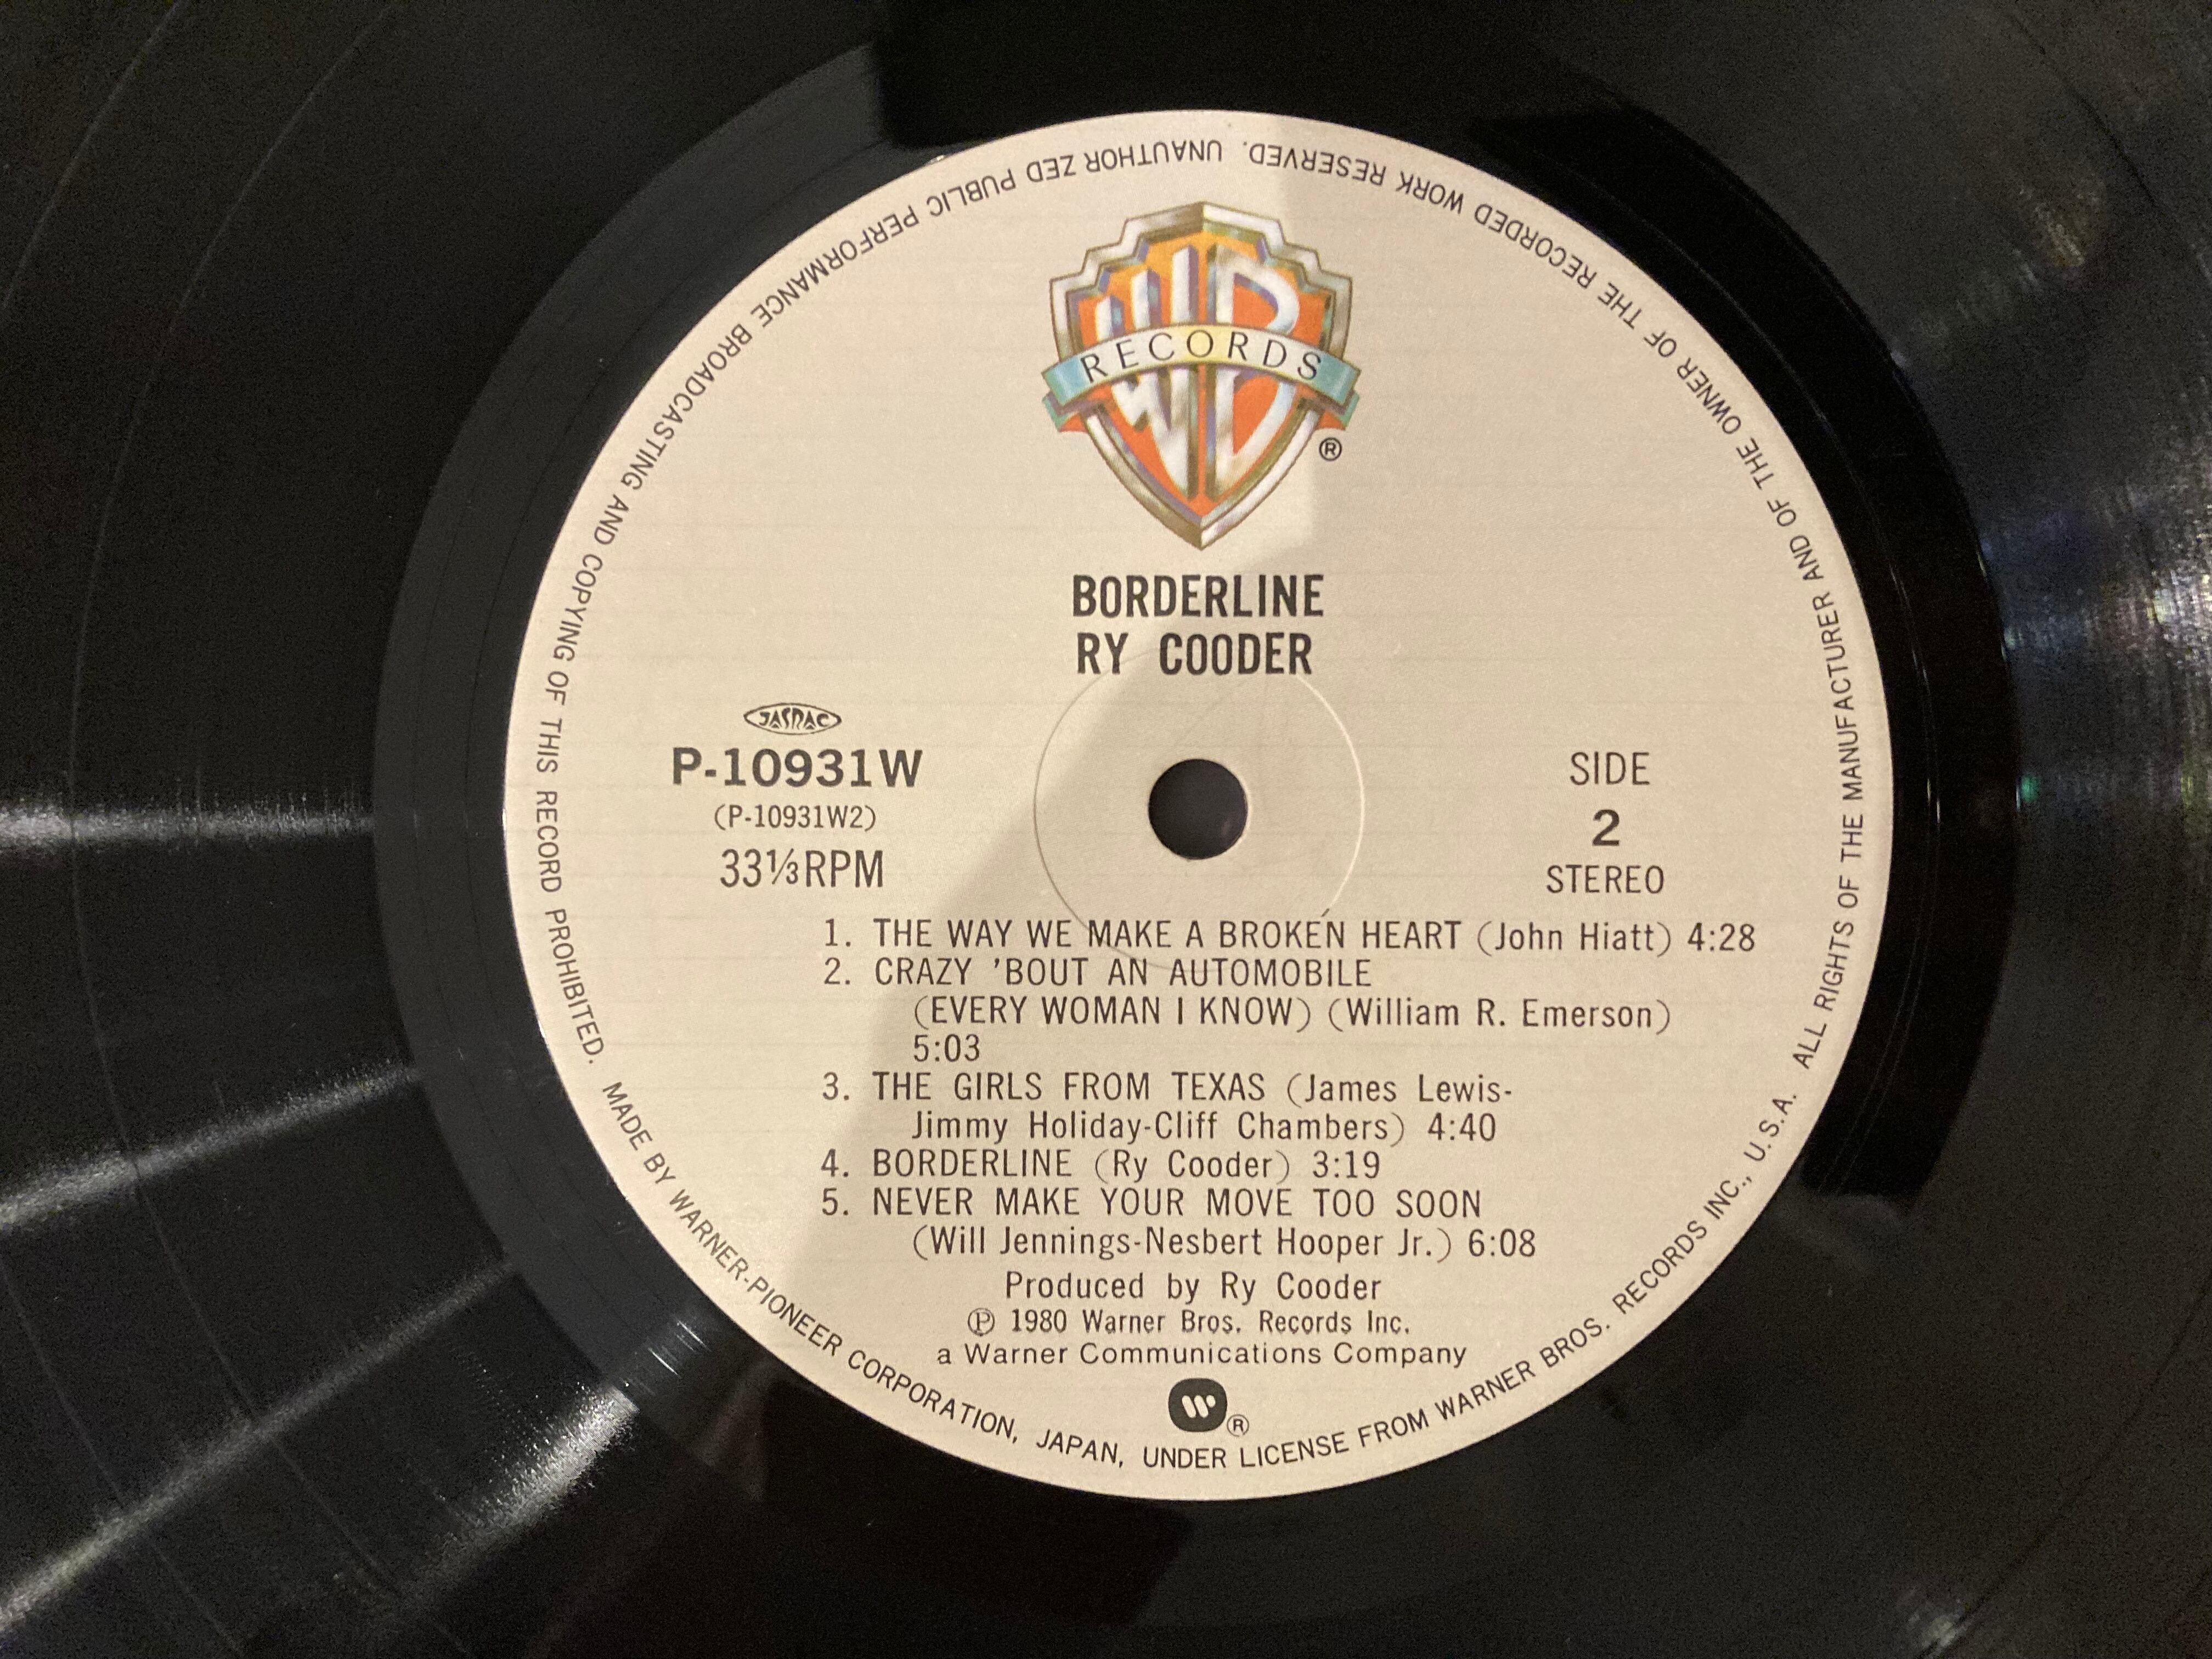 WB
RECORDS
®
BORDERLINE
RY COODER
JASRAC
P-10931W
(P-10931W2)
33⅓RPM
SIDE
2
STEREO
1. THE WAY WE MAKE A BROKEN HEART (John Hiatt) 4:28
2. CRAZY 'BOUT AN AUTOMOBILE
(EVERY WOMAN I KNOW) (William R. Emerson)
5:03
3. THE GIRLS FROM TEXAS (James Lewis-
Jimmy Holiday-Cliff Chambers) 4:40
4. BORDERLINE (Ry Cooder) 3:19
5. NEVER MAKE YOUR MOVE TOO SOON
(Will Jennings-Nesbert Hooper Jr.) 6:08
Produced by Ry Cooder
℗ 1980 Warner Bros. Records Inc.
a Warner Communications Company
W ®
ALL RIGHTS OF THE MANUFACTURER AND OF THE OWNER OF THE RECORDED WORK RESERVED. UNAUTHOR ZED PUBLIC PERFORMANCE BROADCASTING AND COPYING OF THIS RECORD PROHIBITED.
MADE BY WARNER-PIONEER CORPORATION, JAPAN, UNDER LICENSE FROM WARNER BROS. RECORDS INC., U.S.A.